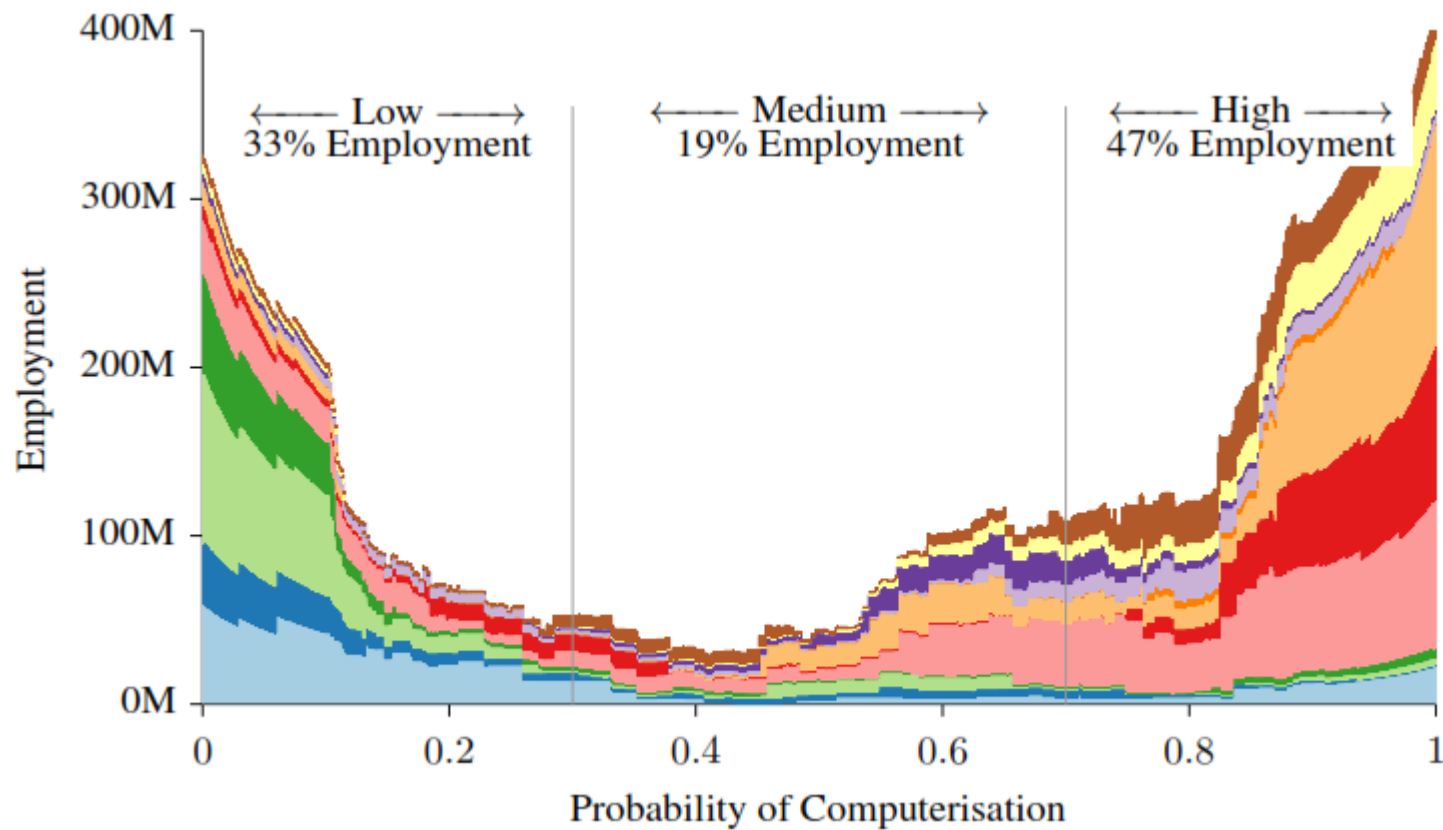 400M
300M
200M
100M
0M
Employment
←— Low —→
33% Employment
←— Medium —→
19% Employment
←— High —→
47% Employment
0 0.2 0.4 0.6 0.8 1
Probability of Computerisation